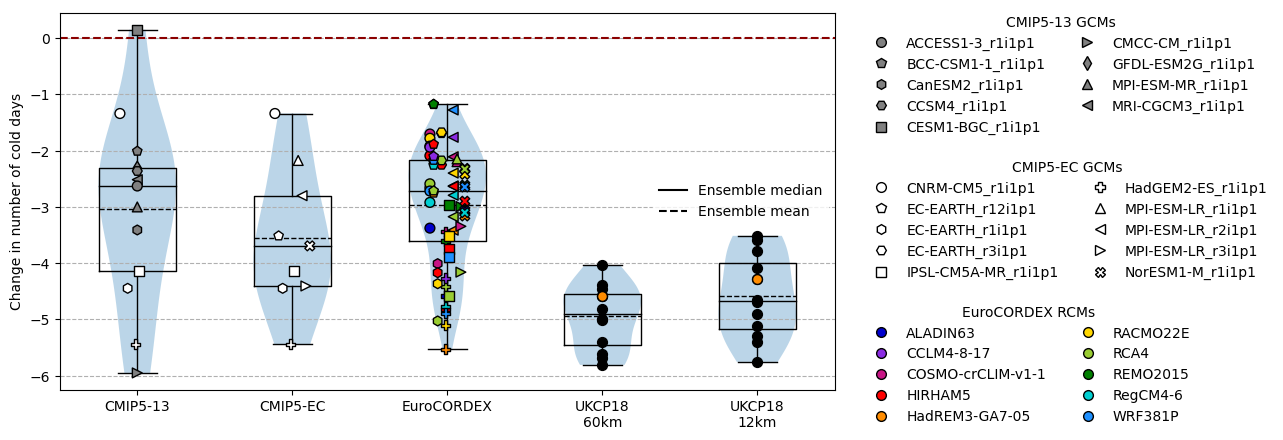 Change in number of cold days
0
−1
−2
−3
−4
−5
−6
CMIP5-13
CMIP5-EC
EuroCORDEX
UKCP18
60km
UKCP18
12km
Ensemble median
Ensemble mean
CMIP5-13 GCMs
ACCESS1-3_r1i1p1
BCC-CSM1-1_r1i1p1
CanESM2_r1i1p1
CCSM4_r1i1p1
CESM1-BGC_r1i1p1
CMCC-CM_r1i1p1
GFDL-ESM2G_r1i1p1
MPI-ESM-MR_r1i1p1
MRI-CGCM3_r1i1p1
CMIP5-EC GCMs
CNRM-CM5_r1i1p1
EC-EARTH_r12i1p1
EC-EARTH_r1i1p1
EC-EARTH_r3i1p1
IPSL-CM5A-MR_r1i1p1
HadGEM2-ES_r1i1p1
MPI-ESM-LR_r1i1p1
MPI-ESM-LR_r2i1p1
MPI-ESM-LR_r3i1p1
NorESM1-M_r1i1p1
EuroCORDEX RCMs
ALADIN63
CCLM4-8-17
COSMO-crCLIM-v1-1
HIRHAM5
HadREM3-GA7-05
RACMO22E
RCA4
REMO2015
RegCM4-6
WRF381P